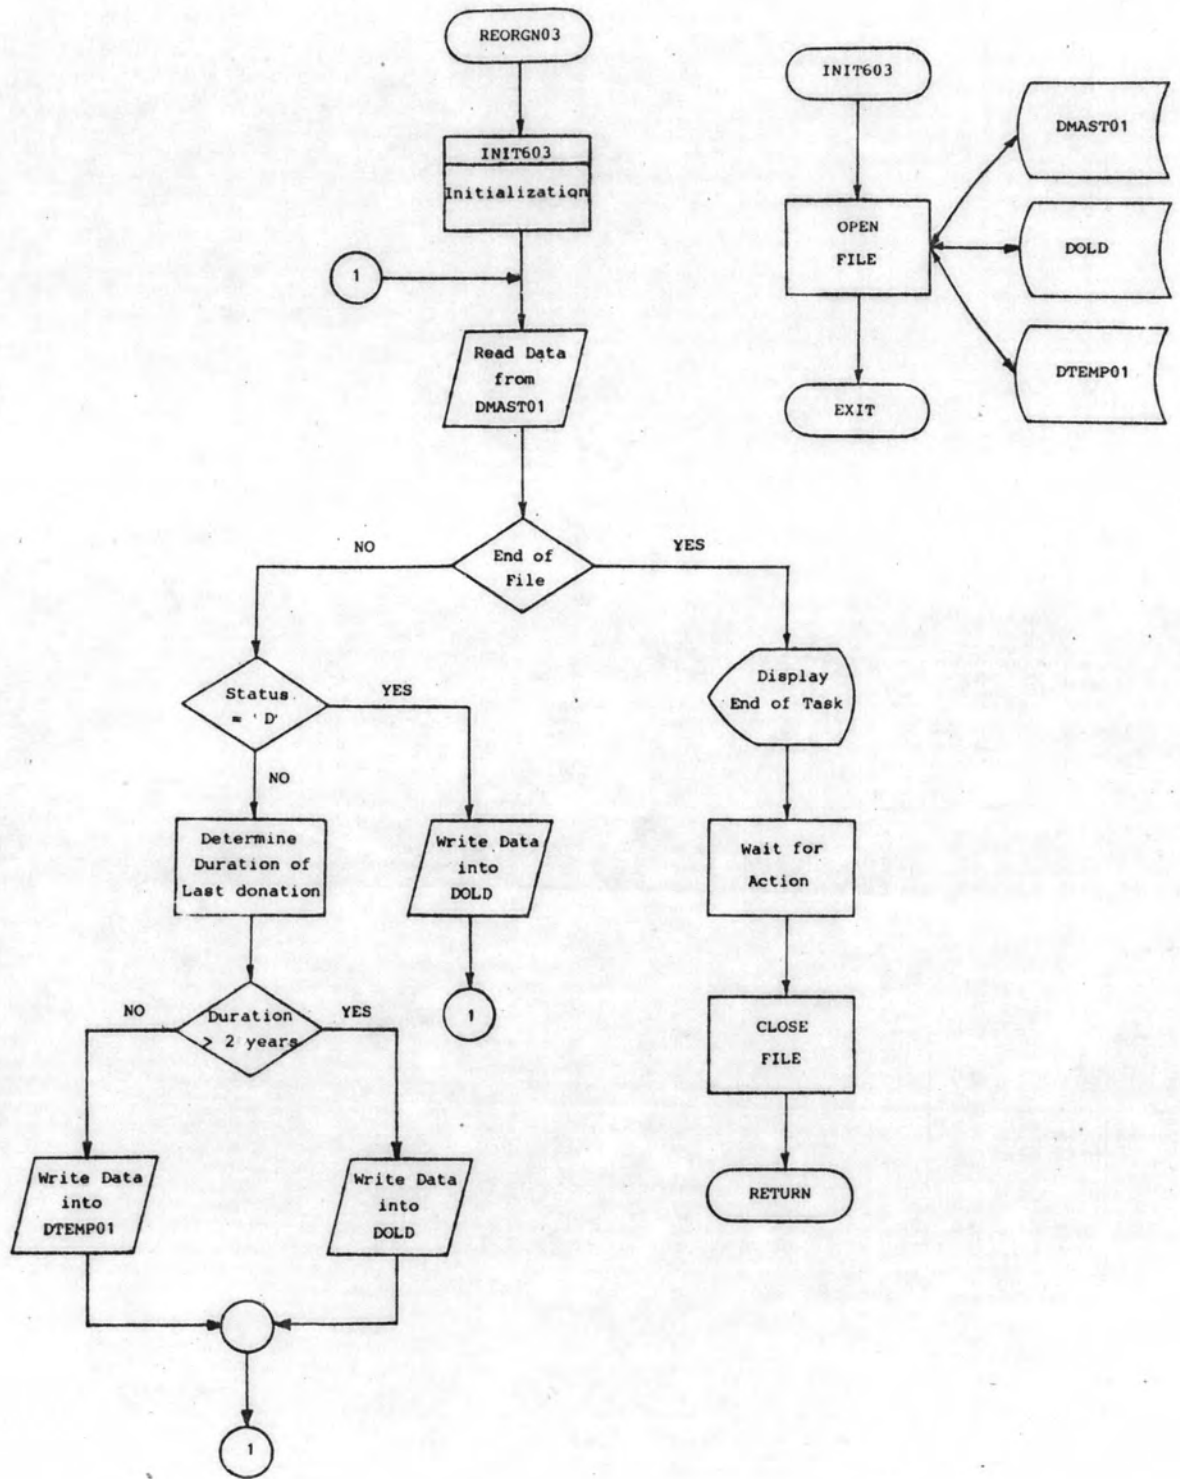 REORGN03
INIT603
Initialization
1
Read Data
from
DMAST01
End of
File
NO
YES
Status
= 'D'
YES
NO
Determine
Duration of
Last donation
Write Data
into
DOLD
1
Duration
> 2 years
NO
YES
Write Data
into
DTEMP01
Write Data
into
DOLD
1
Display
End of Task
Wait for
Action
CLOSE
FILE
RETURN
INIT603
OPEN
FILE
EXIT
DMAST01
DOLD
DTEMP01